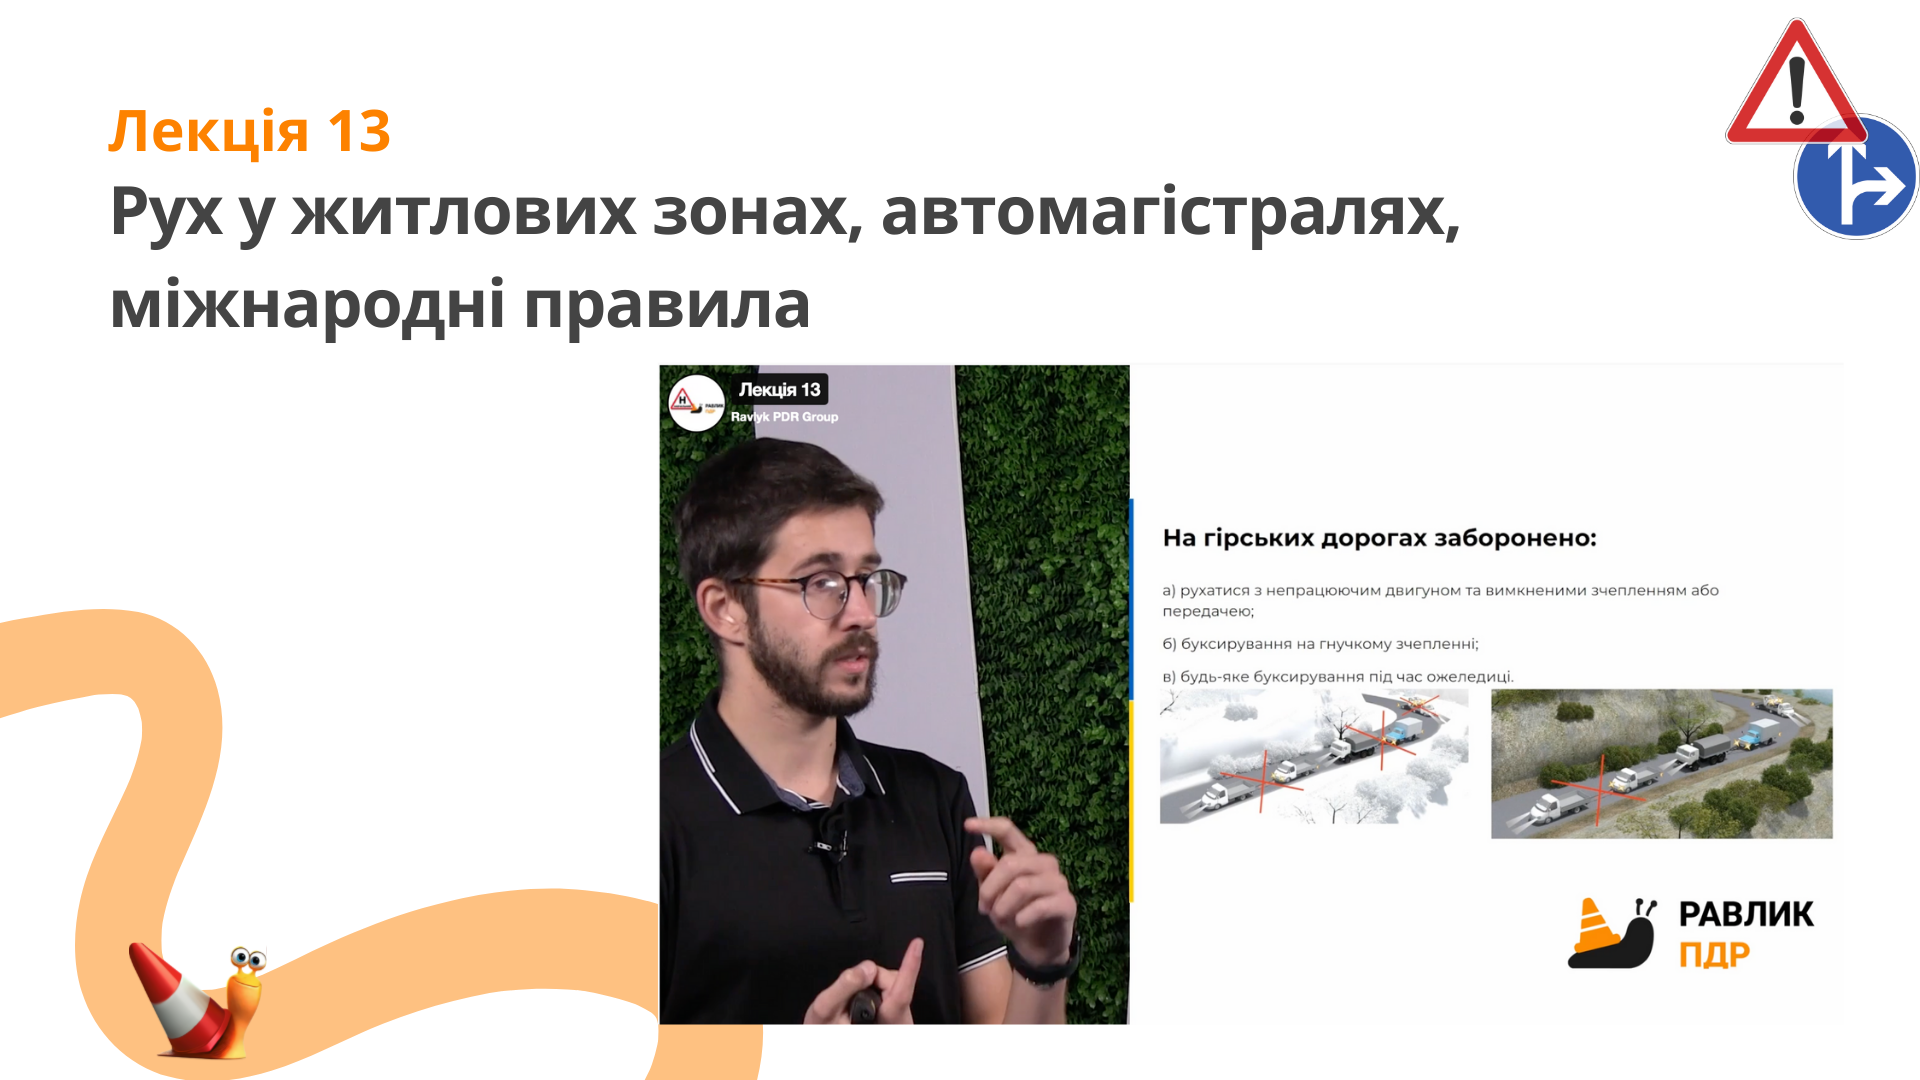 Лекція 13
Рух у житлових зонах, автомагістралях,
міжнародні правила
Лекція 13
Ravlyk PDR Group
На гірських дорогах заборонено:
а) рухатися з непрацюючим двигуном та вимкненими зчепленням або
передачею;
б) буксирування на гнучкому зчепленні;
в) будь-яке буксирування під час ожеледиці.
РАВЛИК
ПДР